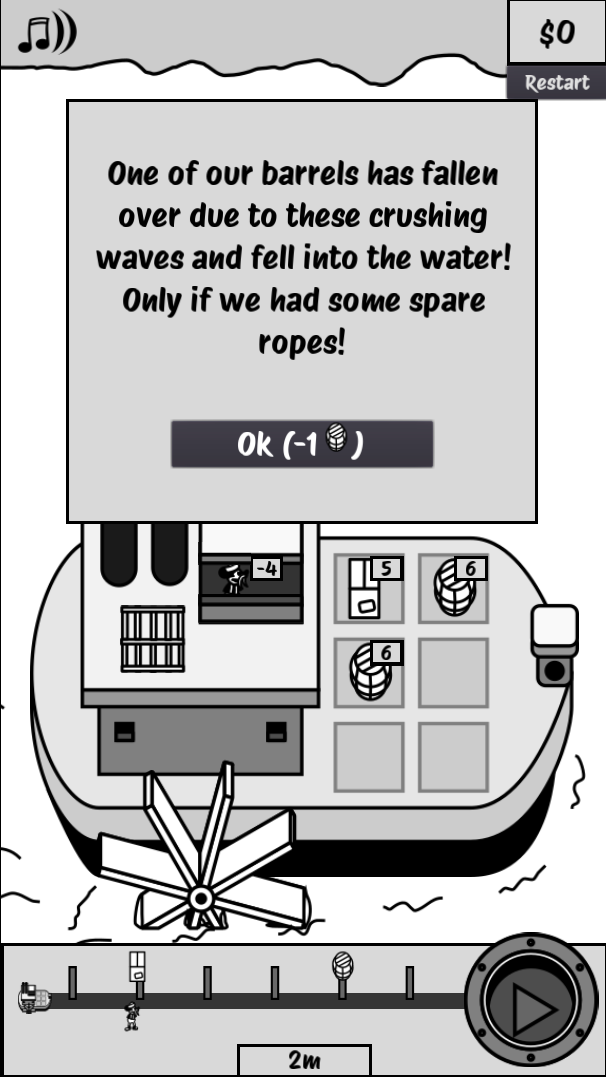 $0
Restart
One of our barrels has fallen
over due to these crushing
waves and fell into the water!
Only if we had some spare
ropes!
Ok (-1 )
-4
5
6
6
2m